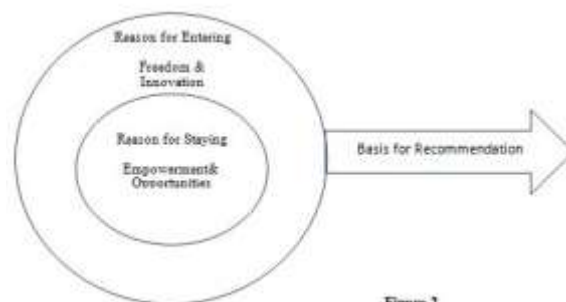 Reason for Entering
Freedom &
Innovation
Reason for Staying
Empowerment&
Opportunities
Basis for Recommendation